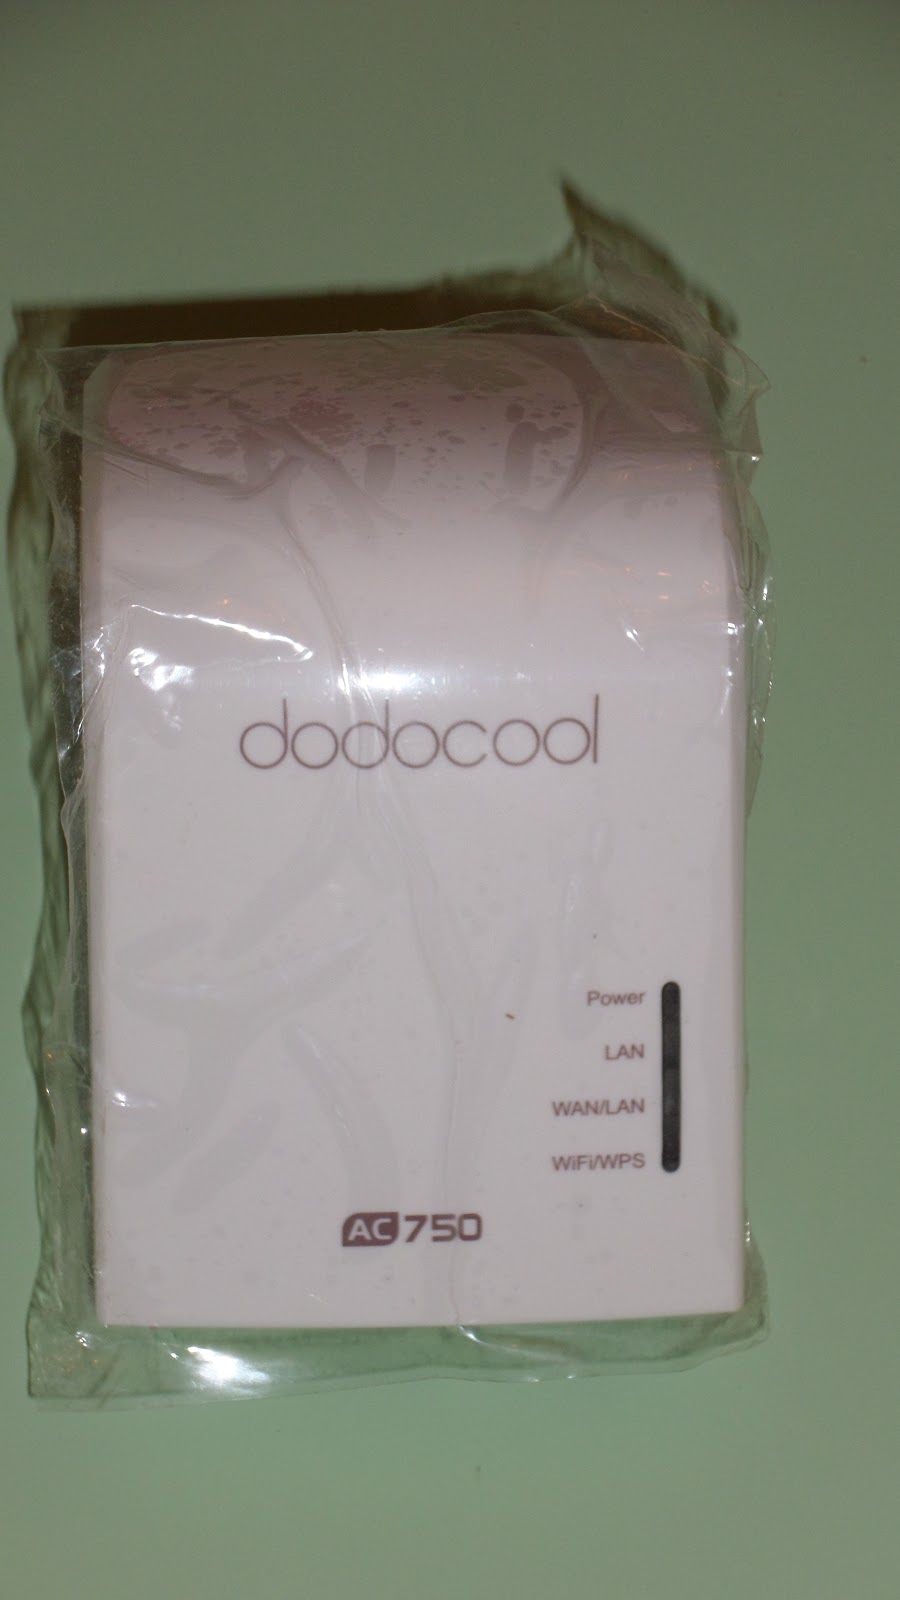 dodocool
Power
LAN
WAN/LAN
WiFi/WPS
AC750